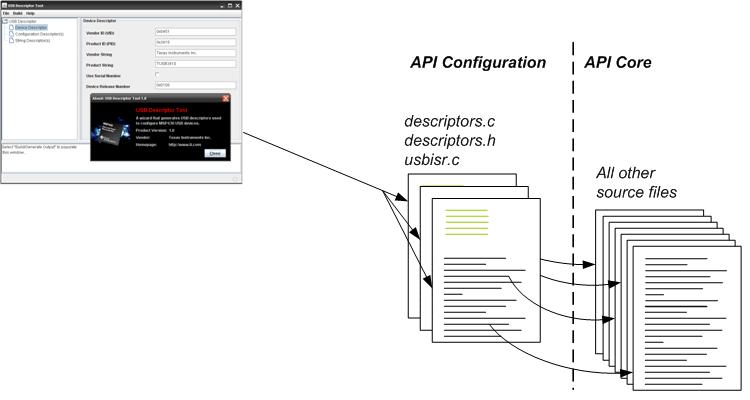 USB Descriptor Tool
File Build Help
USB Descriptor
Device Descriptor
Configuration Descriptor(s)
String Descriptor(s)
Device Descriptor
Vendor ID (VID)
Product ID (PID)
Vendor String
Texas Instruments Inc.
Product String
Use Serial Number
Device Release Number
About: USB Descriptor Tool 1.0
USB Descriptor Tool
A wizard that generates USB descriptors used
to configure MSP430 USB devices.
Product Version: 1.0
Vendor: Texas Instruments Inc.
Homepage: http://www.ti.com
Close
Select "Build/Generate Output" to populate
this window...
API Configuration
API Core
descriptors.c
descriptors.h
usbisr.c
All other
source files